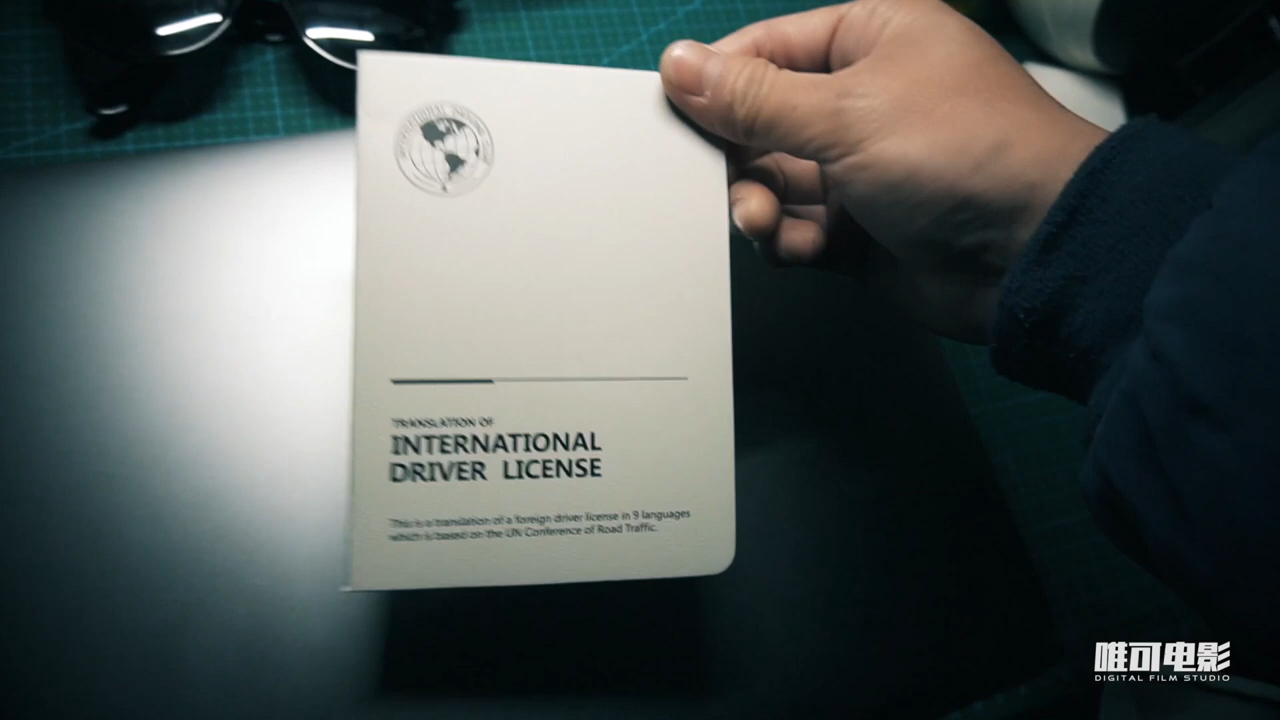 TRANSLATION OF
INTERNATIONAL
DRIVER LICENSE
This is a translation of a foreign driver license in 9 languages
which is based on the UN Conference of Road Traffic.
唯可电影
DIGITAL FILM STUDIO